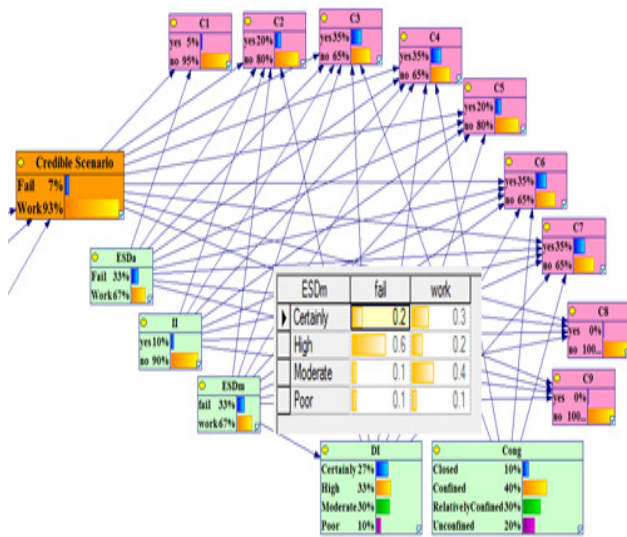 C1
yes 5%
no 95%
C2
yes 20%
no 80%
C3
yes 35%
no 65%
C4
yes 35%
no 65%
C5
yes 20%
no 80%
Credible Scenario
Fail 7%
Work 93%
C6
yes 35%
no 65%
C7
yes 35%
no 65%
ESDa
Fail 33%
Work 67%
ESDm fail work
Certainly 0.2 0.3
High 0.6 0.2
Moderate 0.1 0.4
Poor 0.1 0.1
C8
yes 0%
no 100...
II
yes 10%
no 90%
C9
yes 0%
no 100...
ESDm
fail 33%
work 67%
DI
Certainly 27%
High 33%
Moderate 30%
Poor 10%
Cong
Closed 10%
Confined 40%
RelativelyConfined 30%
Unconfined 20%